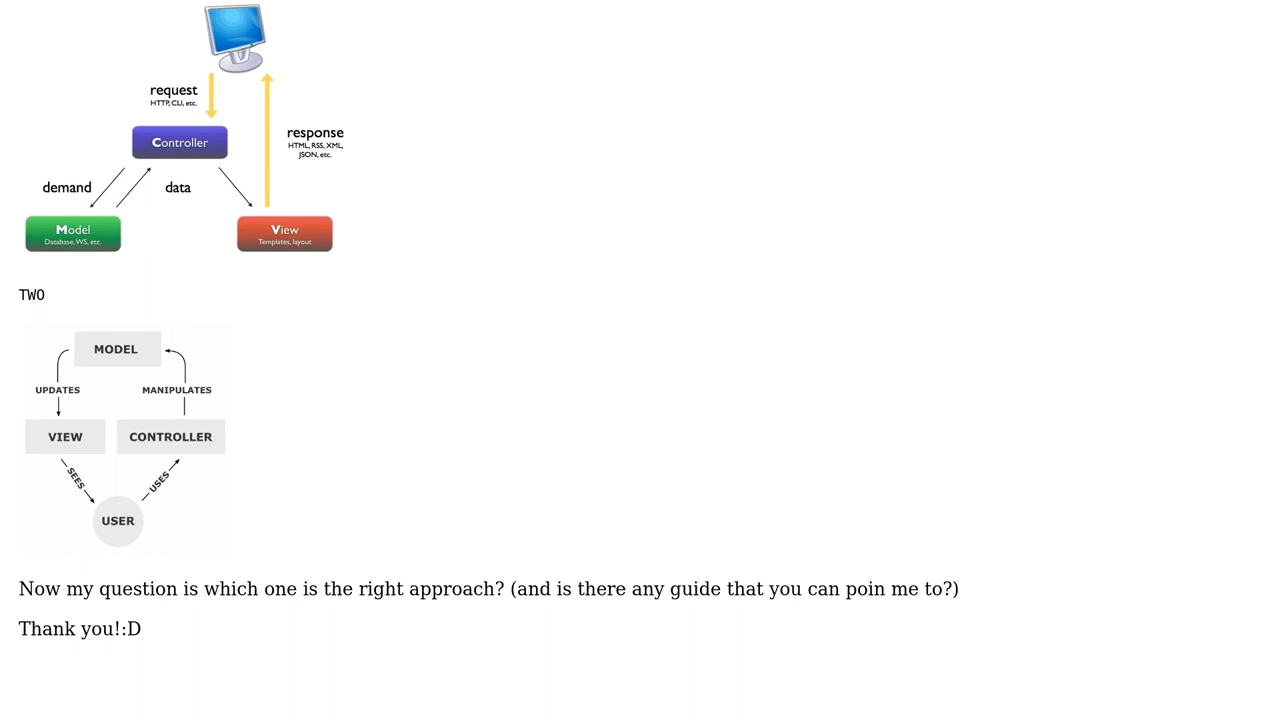 request
HTTP, CLI, etc.
Controller
response
HTML, RSS, XML,
JSON, etc.
demand
data
Model
Database, WS, etc.
View
Templates, layout
TWO
MODEL
UPDATES
MANIPULATES
VIEW
CONTROLLER
SEES
USES
USER
Now my question is which one is the right approach? (and is there any guide that you can poin me to?)
Thank you!:D